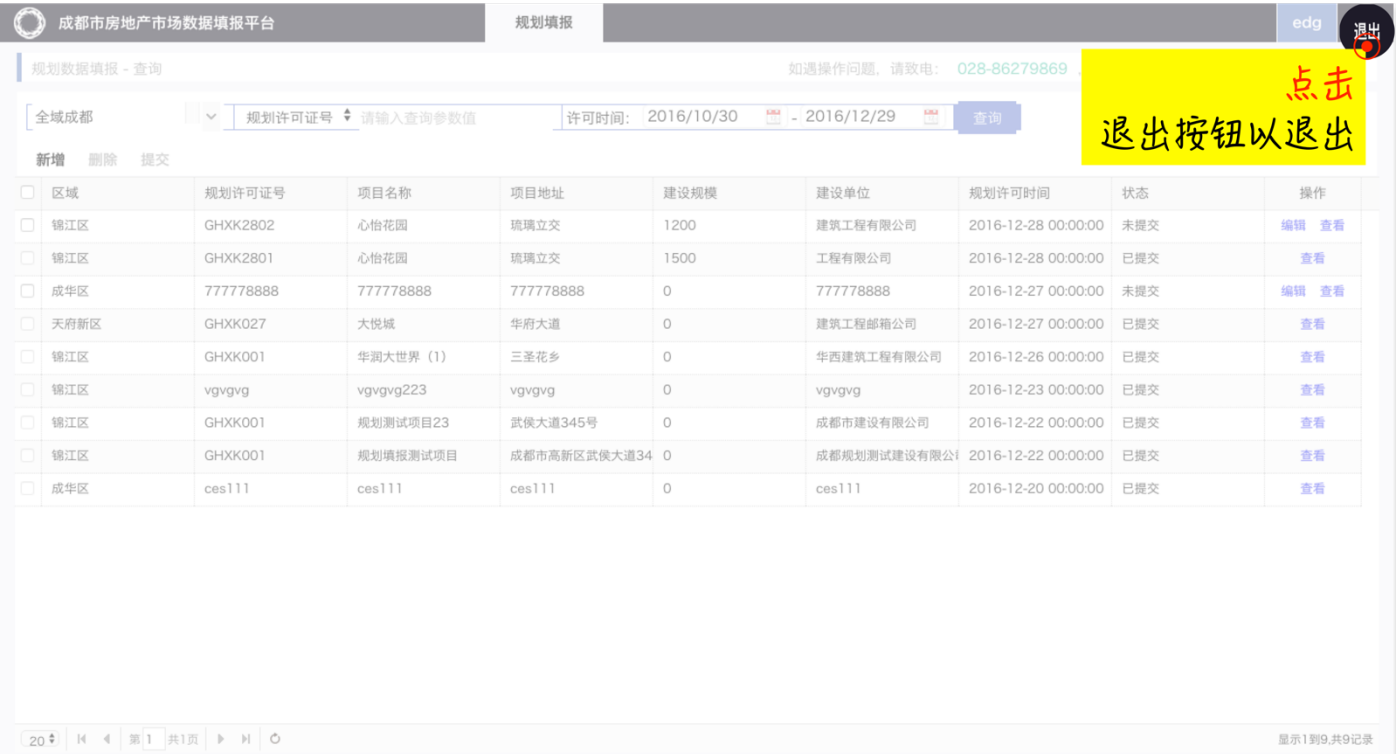 成都市房地产市场数据填报平台 规划填报 edg 退出
规划数据填报 - 查询 如遇操作问题，请致电： 028-86279869 ，
点击
退出按钮以退出
全域成都 规划许可证号 请输入查询参数值 许可时间： 2016/10/30 - 2016/12/29 查询
新增 删除 提交
区域 规划许可证号 项目名称 项目地址 建设规模 建设单位 规划许可时间 状态 操作
锦江区 GHXK2802 心怡花园 琉璃立交 1200 建筑工程有限公司 2016-12-28 00:00:00 未提交 编辑 查看
锦江区 GHXK2801 心怡花园 琉璃立交 1500 工程有限公司 2016-12-28 00:00:00 已提交 查看
成华区 777778888 777778888 777778888 0 777778888 2016-12-27 00:00:00 未提交 编辑 查看
天府新区 GHXK027 大悦城 华府大道 0 建筑工程邮箱公司 2016-12-27 00:00:00 已提交 查看
锦江区 GHXK001 华润大世界（1） 三圣花乡 0 华西建筑工程有限公司 2016-12-26 00:00:00 已提交 查看
锦江区 vgvgvg vgvgvg223 vgvgvg 0 vgvgvg 2016-12-23 00:00:00 已提交 查看
锦江区 GHXK001 规划测试项目23 武侯大道345号 0 成都市建设有限公司 2016-12-22 00:00:00 已提交 查看
锦江区 GHXK001 规划填报测试项目 成都市高新区武侯大道34 0 成都规划测试建设有限公 2016-12-22 00:00:00 已提交 查看
成华区 ces111 ces111 ces111 0 ces111 2016-12-20 00:00:00 已提交 查看
20 第 1 共1页 显示1到9,共9记录